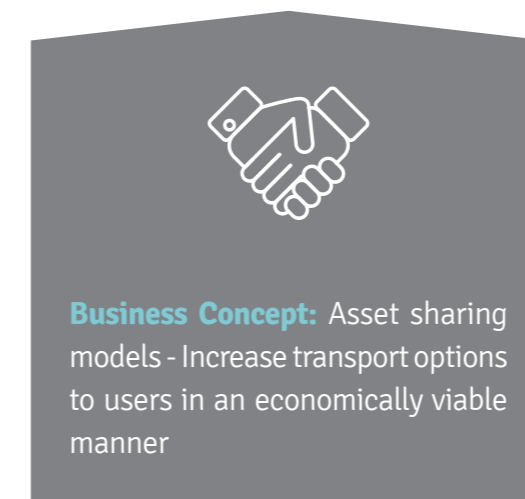 Business Concept: Asset sharing
models - Increase transport options
to users in an economically viable
manner